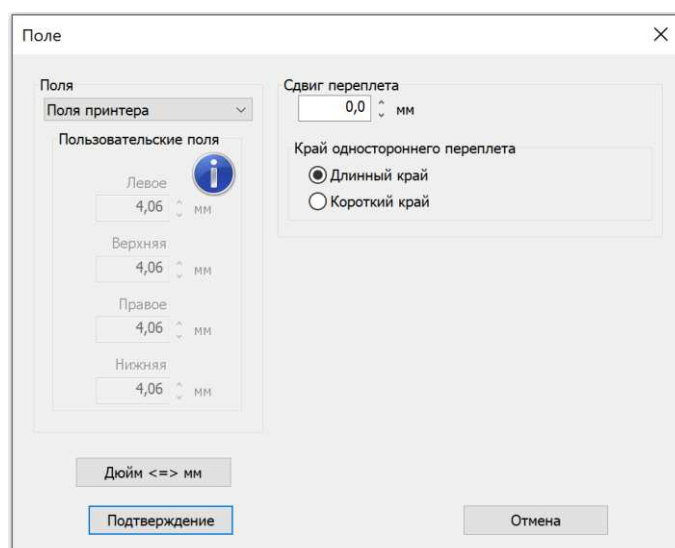 Поле
Поля
Поля принтера
Пользовательские поля
Левое
4,06 мм
Верхняя
4,06 мм
Правое
4,06 мм
Нижняя
4,06 мм
Сдвиг переплета
0,0 мм
Край одностороннего переплета
Длинный край
Короткий край
Дюйм <=> мм
Подтверждение
Отмена